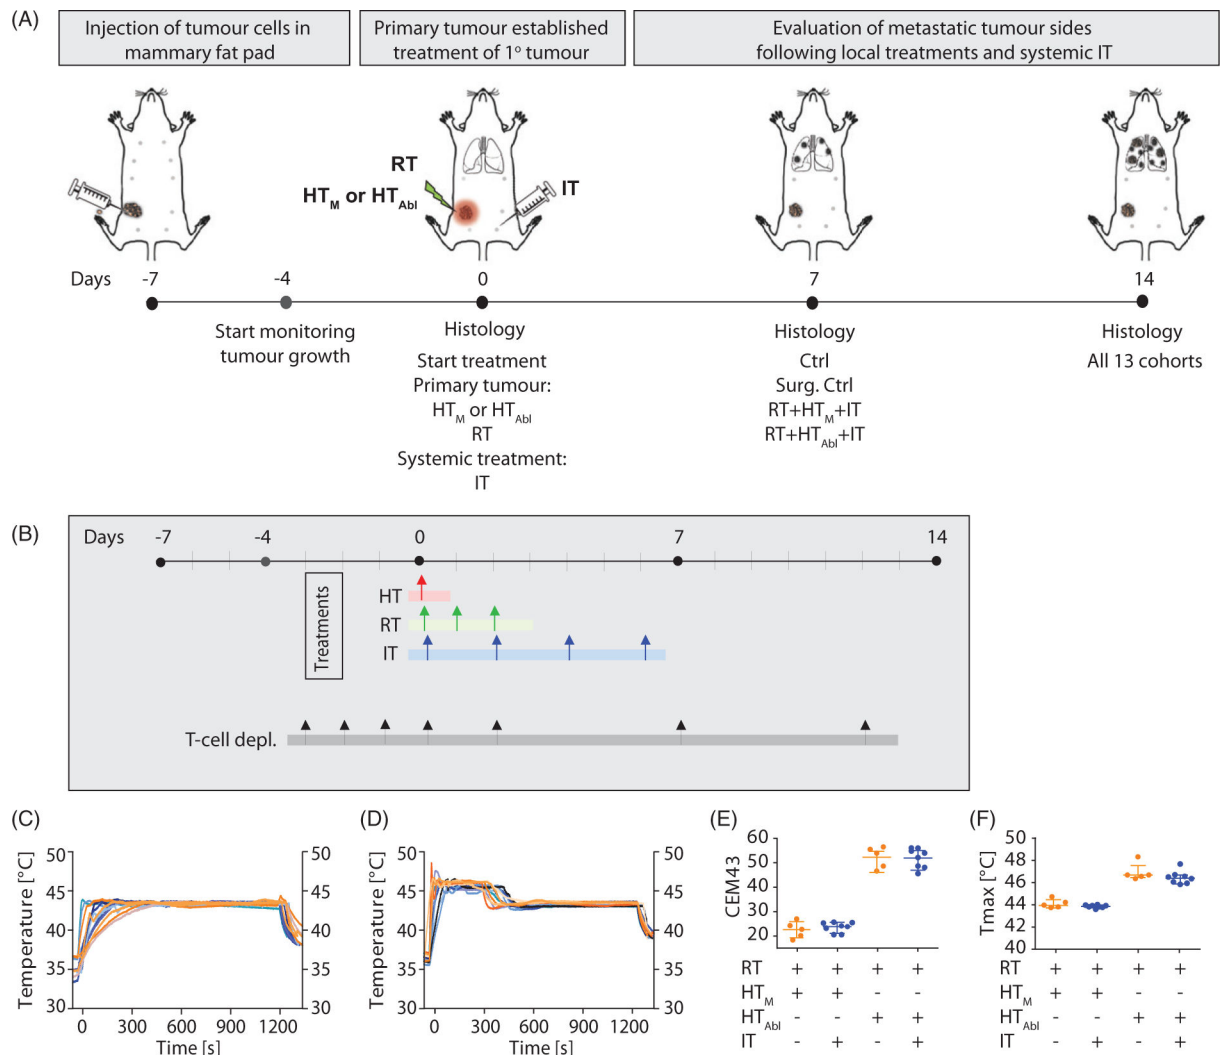 (A)
Injection of tumour cells in
mammary fat pad
Primary tumour established
treatment of 1° tumour
Evaluation of metastatic tumour sides
following local treatments and systemic IT
RT
HTM or HTAbl
IT
Days -7 -4 0 7 14
Start monitoring
tumour growth
Histology
Start treatment
Primary tumour:
HTM or HTAbl
RT
Systemic treatment:
IT
Histology
Ctrl
Surg. Ctrl
RT+HTM+IT
RT+HTAbl+IT
Histology
All 13 cohorts
(B)
Days -7 -4 0 7 14
Treatments
HT
RT
IT
T-cell depl.
(C)
Temperature [°C]
50
45
40
35
30
50
45
40
35
30
0 300 600 900 1200
Time [s]
(D)
Temperature [°C]
50
45
40
35
30
50
45
40
35
30
0 300 600 900 1200
Time [s]
(E)
CEM43
60
50
40
30
20
RT + + + +
HTM + + - -
HTAbl - - + +
IT - + - +
(F)
Tmax [°C]
50
48
46
44
42
40
RT + + + +
HTM + + - -
HTAbl - - + +
IT - + - +